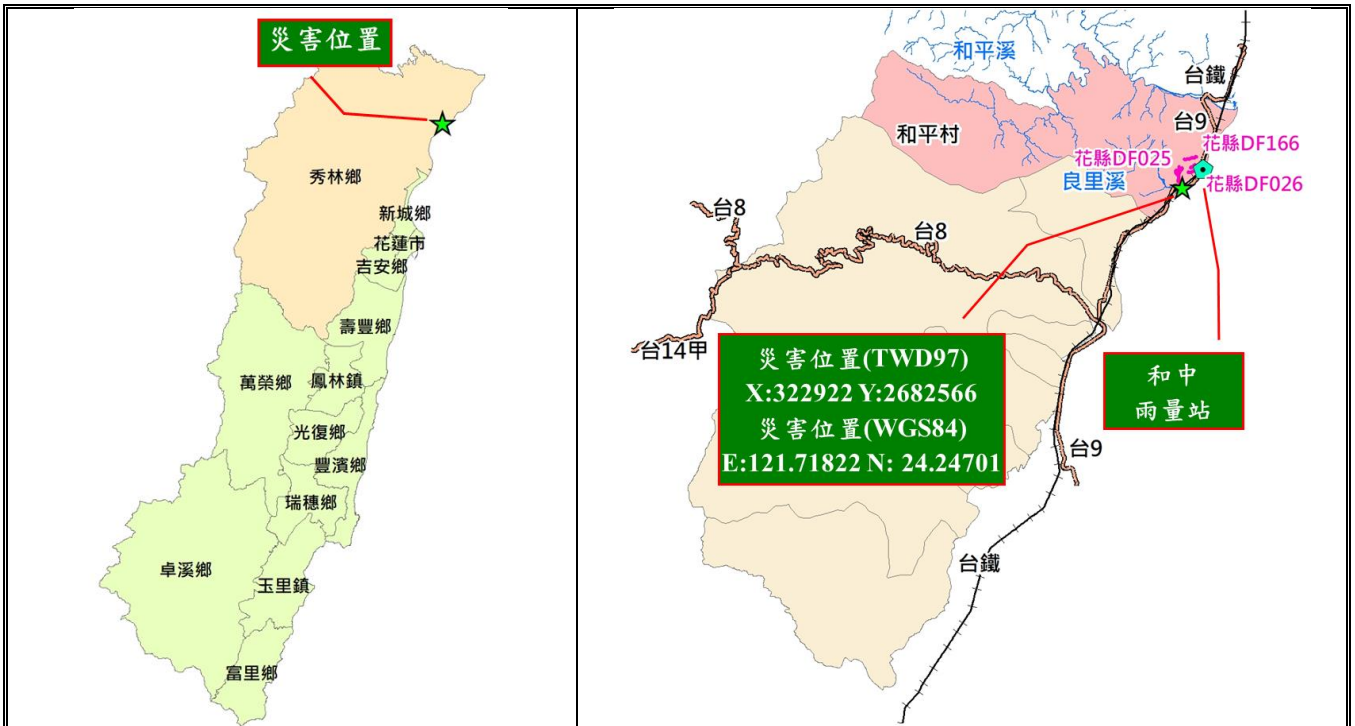 災害位置
秀林鄉
新城鄉
花蓮市
吉安鄉
壽豐鄉
萬榮鄉
鳳林鎮
光復鄉
豐濱鄉
瑞穗鄉
卓溪鄉
玉里鎮
富里鄉
和平溪
台鐵
台9
和平村
花縣DF166
花縣DF025
良里溪
花縣DF026
台8
台8
台14甲
災害位置(TWD97)
X:322922 Y:2682566
災害位置(WGS84)
E:121.71822 N: 24.24701
和中
雨量站
台9
台鐵